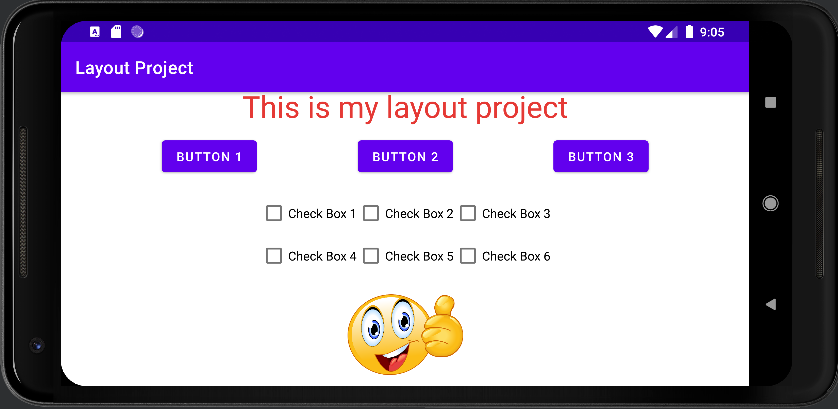 A 9:05
Layout Project
This is my layout project
BUTTON 1 BUTTON 2 BUTTON 3
Check Box 1 Check Box 2 Check Box 3
Check Box 4 Check Box 5 Check Box 6